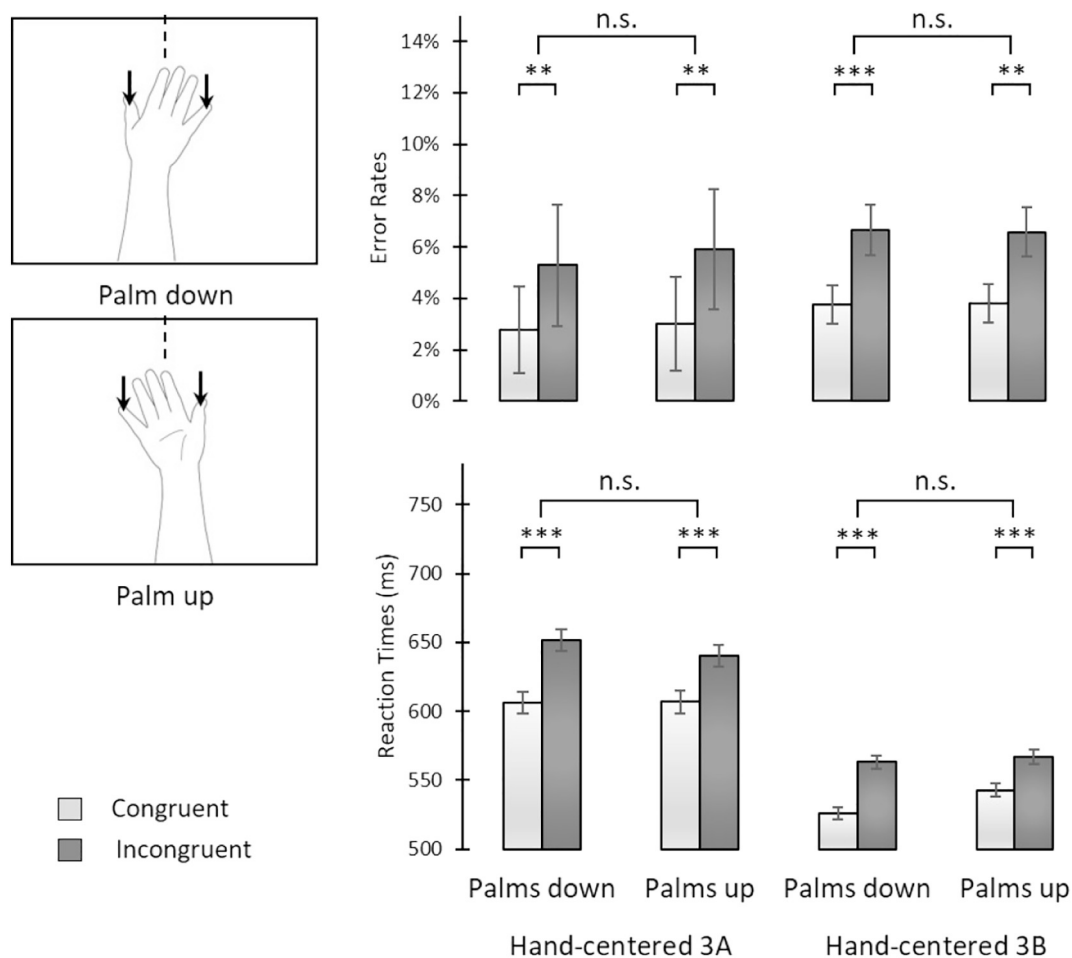 Palm down
Palm up
Congruent
Incongruent
Error Rates
14%
12%
10%
8%
6%
4%
2%
0%
n.s.
n.s.
**
**
***
**
Reaction Times (ms)
750
700
650
600
550
500
n.s.
n.s.
***
***
***
***
Palms down
Palms up
Palms down
Palms up
Hand-centered 3A
Hand-centered 3B